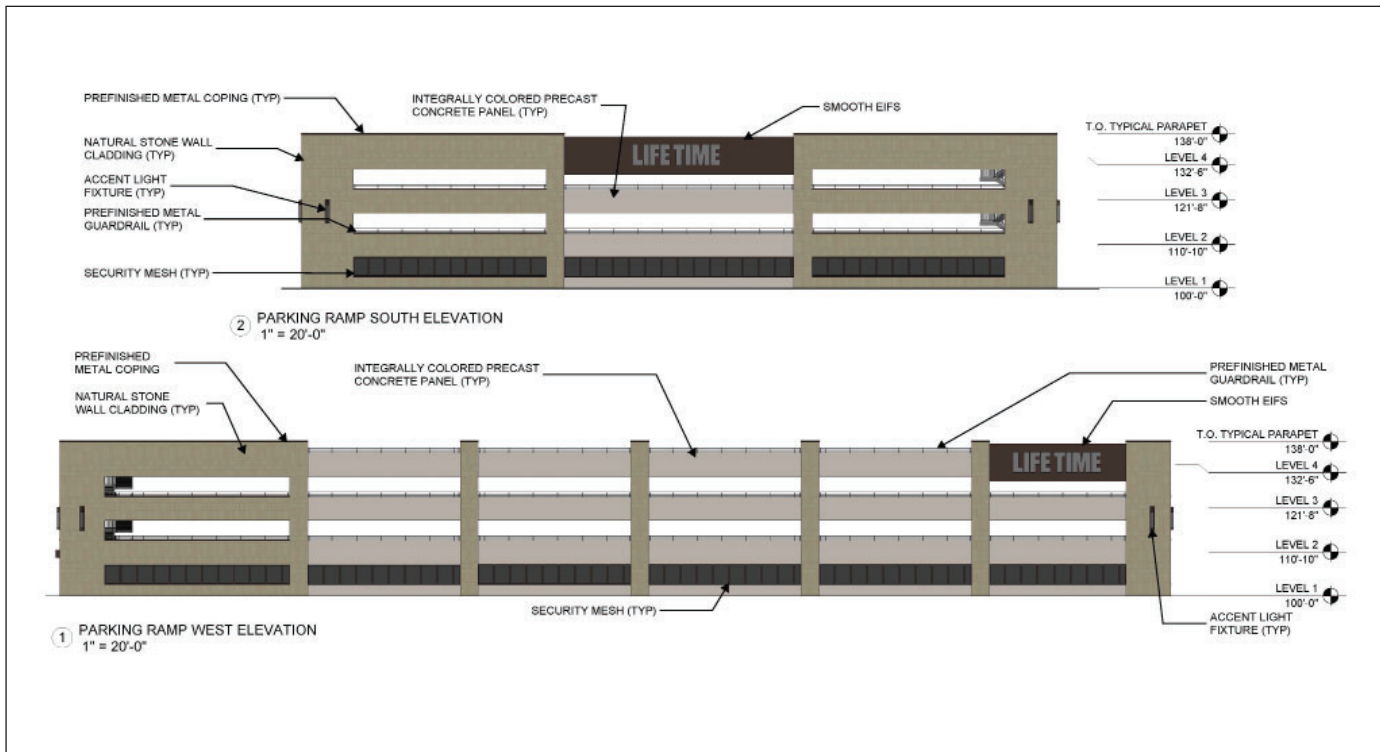 PREFINISHED METAL COPING (TYP)
INTEGRALLY COLORED PRECAST
CONCRETE PANEL (TYP)
SMOOTH EIFS
NATURAL STONE WALL
CLADDING (TYP)
ACCENT LIGHT
FIXTURE (TYP)
PREFINISHED METAL
GUARDRAIL (TYP)
SECURITY MESH (TYP)
LIFE TIME
T.O. TYPICAL PARAPET
138'-0"
LEVEL 4
132'-6"
LEVEL 3
121'-8"
LEVEL 2
110'-10"
LEVEL 1
100'-0"
2 PARKING RAMP SOUTH ELEVATION
1" = 20'-0"
PREFINISHED
METAL COPING
NATURAL STONE
WALL CLADDING (TYP)
INTEGRALLY COLORED PRECAST
CONCRETE PANEL (TYP)
PREFINISHED METAL
GUARDRAIL (TYP)
SMOOTH EIFS
LIFE TIME
T.O. TYPICAL PARAPET
138'-0"
LEVEL 4
132'-6"
LEVEL 3
121'-8"
LEVEL 2
110'-10"
LEVEL 1
100'-0"
SECURITY MESH (TYP)
ACCENT LIGHT
FIXTURE (TYP)
1 PARKING RAMP WEST ELEVATION
1" = 20'-0"